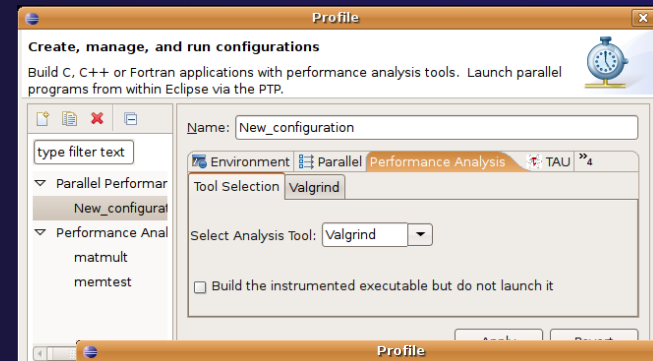 Profile
Create, manage, and run configurations
Build C, C++ or Fortran applications with performance analysis tools. Launch parallel
programs from within Eclipse via the PTP.
Name: New_configuration
type filter text
Environment Parallel Performance Analysis TAU »4
Parallel Performar
Tool Selection Valgrind
New_configurat
Performance Anal
Select Analysis Tool: Valgrind
matmult
memtest
Build the instrumented executable but do not launch it
Profile